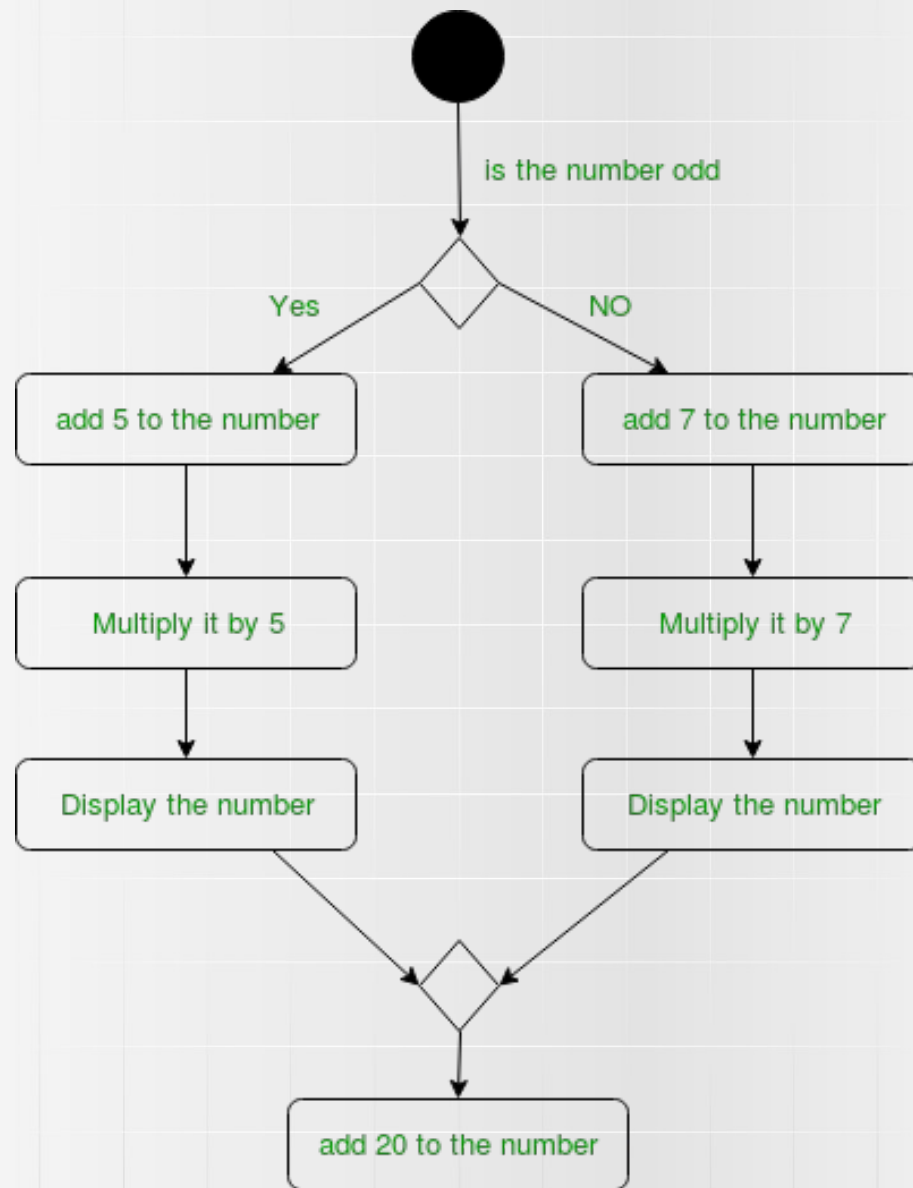 is the number odd
Yes
NO
add 5 to the number
add 7 to the number
Multiply it by 5
Multiply it by 7
Display the number
Display the number
add 20 to the number